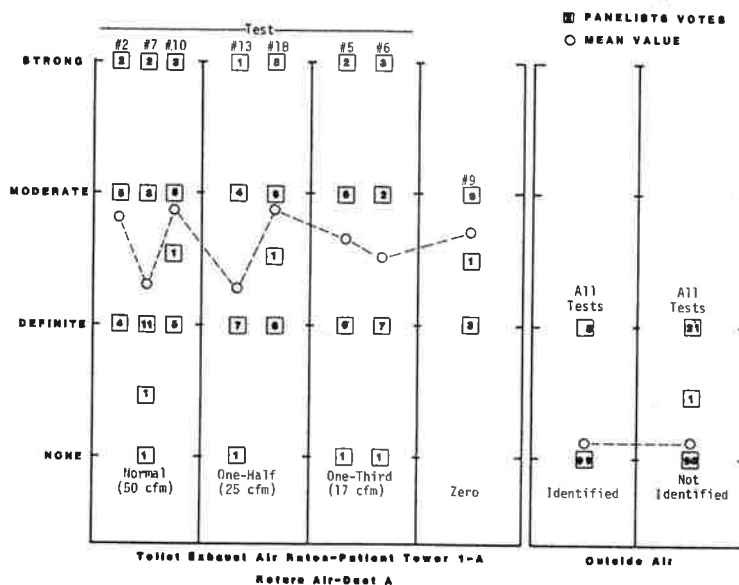 PANELISTS VOTES
MEAN VALUE
Test
#2 #7 #10 #13 #18 #5 #6
STRONG 2 2 3 1 2 3
MODERATE 5 3 4 2
#9
1 1 1
All Tests All Tests
DEFINITE 4 11 5 7 6 6 7 3 21
1 1
NONE 1 1 1 1
Normal (50 cfm)
One-Half (25 cfm)
One-Third (17 cfm)
Zero
Identified
Not Identified
Toilet Exhaust Air Rates-Patient Tower 1-A
Return Air-Duct A
Outside Air